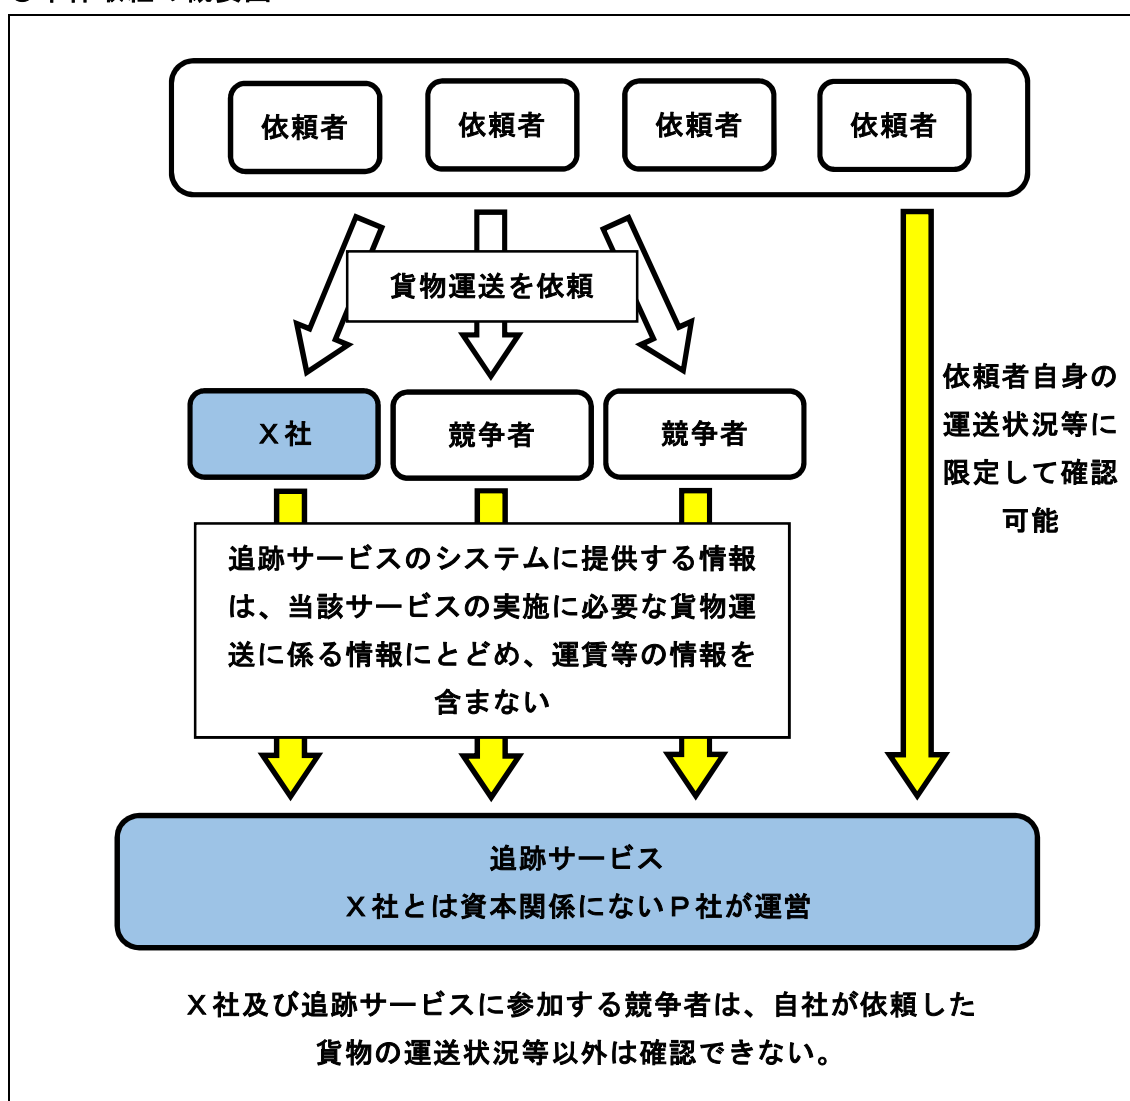 依頼者
依頼者
依頼者
依頼者
貨物運送を依頼
Ｘ社
競争者
競争者
依頼者自身の
運送状況等に
限定して確認
可能
追跡サービスのシステムに提供する情報
は、当該サービスの実施に必要な貨物運
送に係る情報にとどめ、運賃等の情報を
含まない
追跡サービス
Ｘ社とは資本関係にないＰ社が運営
Ｘ社及び追跡サービスに参加する競争者は、自社が依頼した
貨物の運送状況等以外は確認できない。